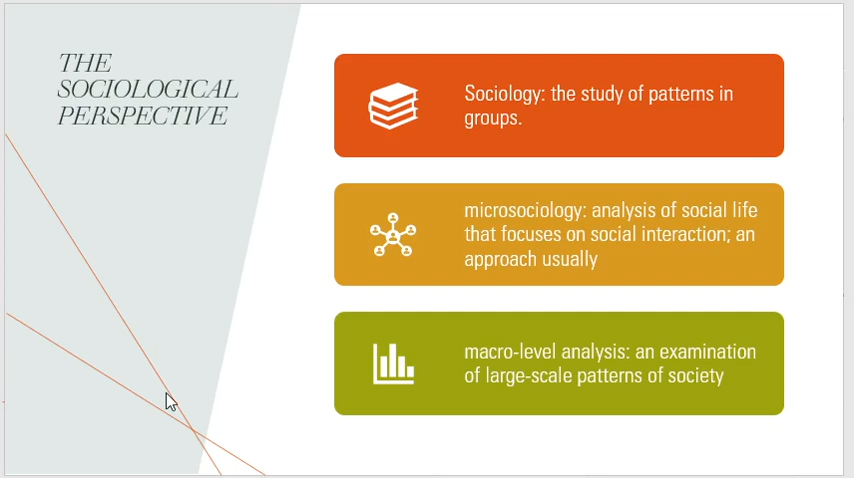 THE
SOCIOLOGICAL
PERSPECTIVE
Sociology: the study of patterns in
groups.
microsociology: analysis of social life
that focuses on social interaction; an
approach usually
macro-level analysis: an examination
of large-scale patterns of society